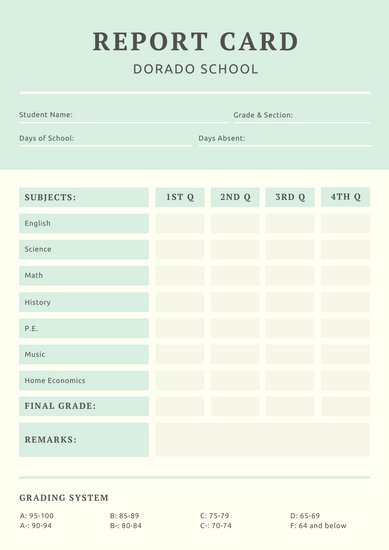 REPORT CARD
DORADO SCHOOL
Student Name: Grade & Section:
Days of School: Days Absent:
SUBJECTS: 1ST Q 2ND Q 3RD Q 4TH Q
English
Science
Math
History
P.E.
Music
Home Economics
FINAL GRADE:
REMARKS:
GRADING SYSTEM
A: 95-100 B: 85-89 C: 75-79 D: 65-69
A-: 90-94 B-: 80-84 C-: 70-74 F: 64 and below